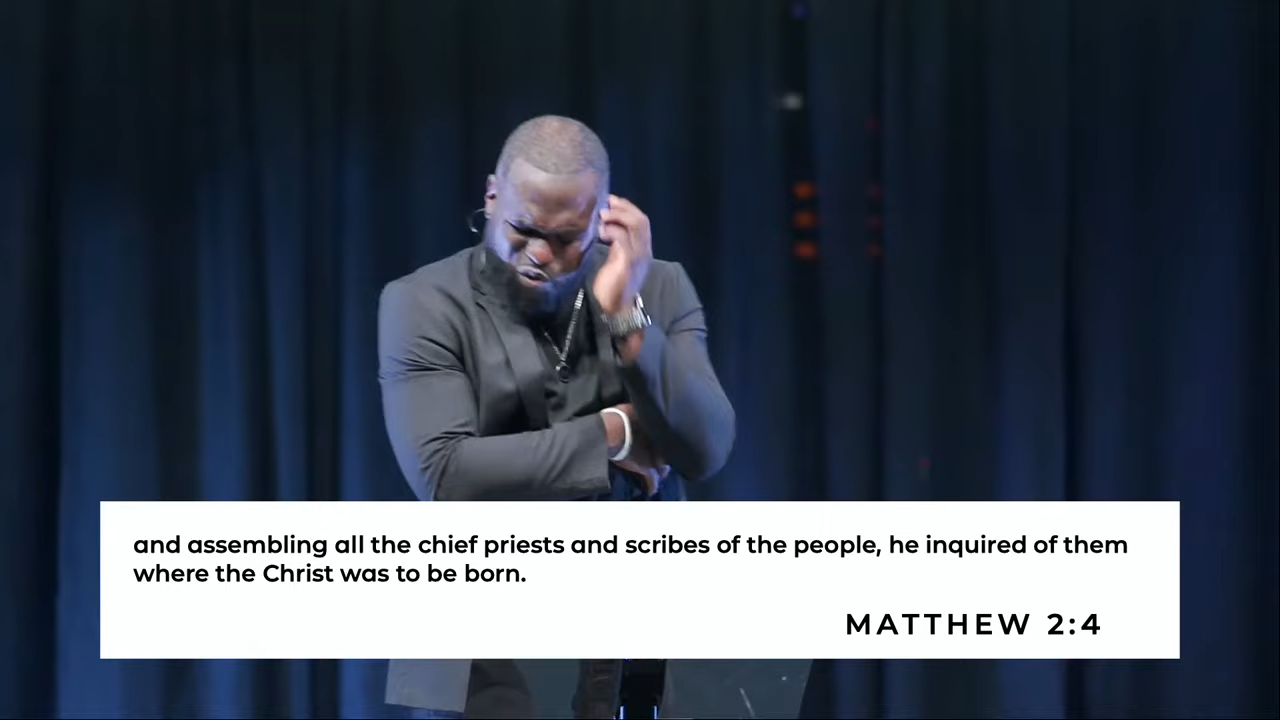 and assembling all the chief priests and scribes of the people, he inquired of them
where the Christ was to be born.
MATTHEW 2:4